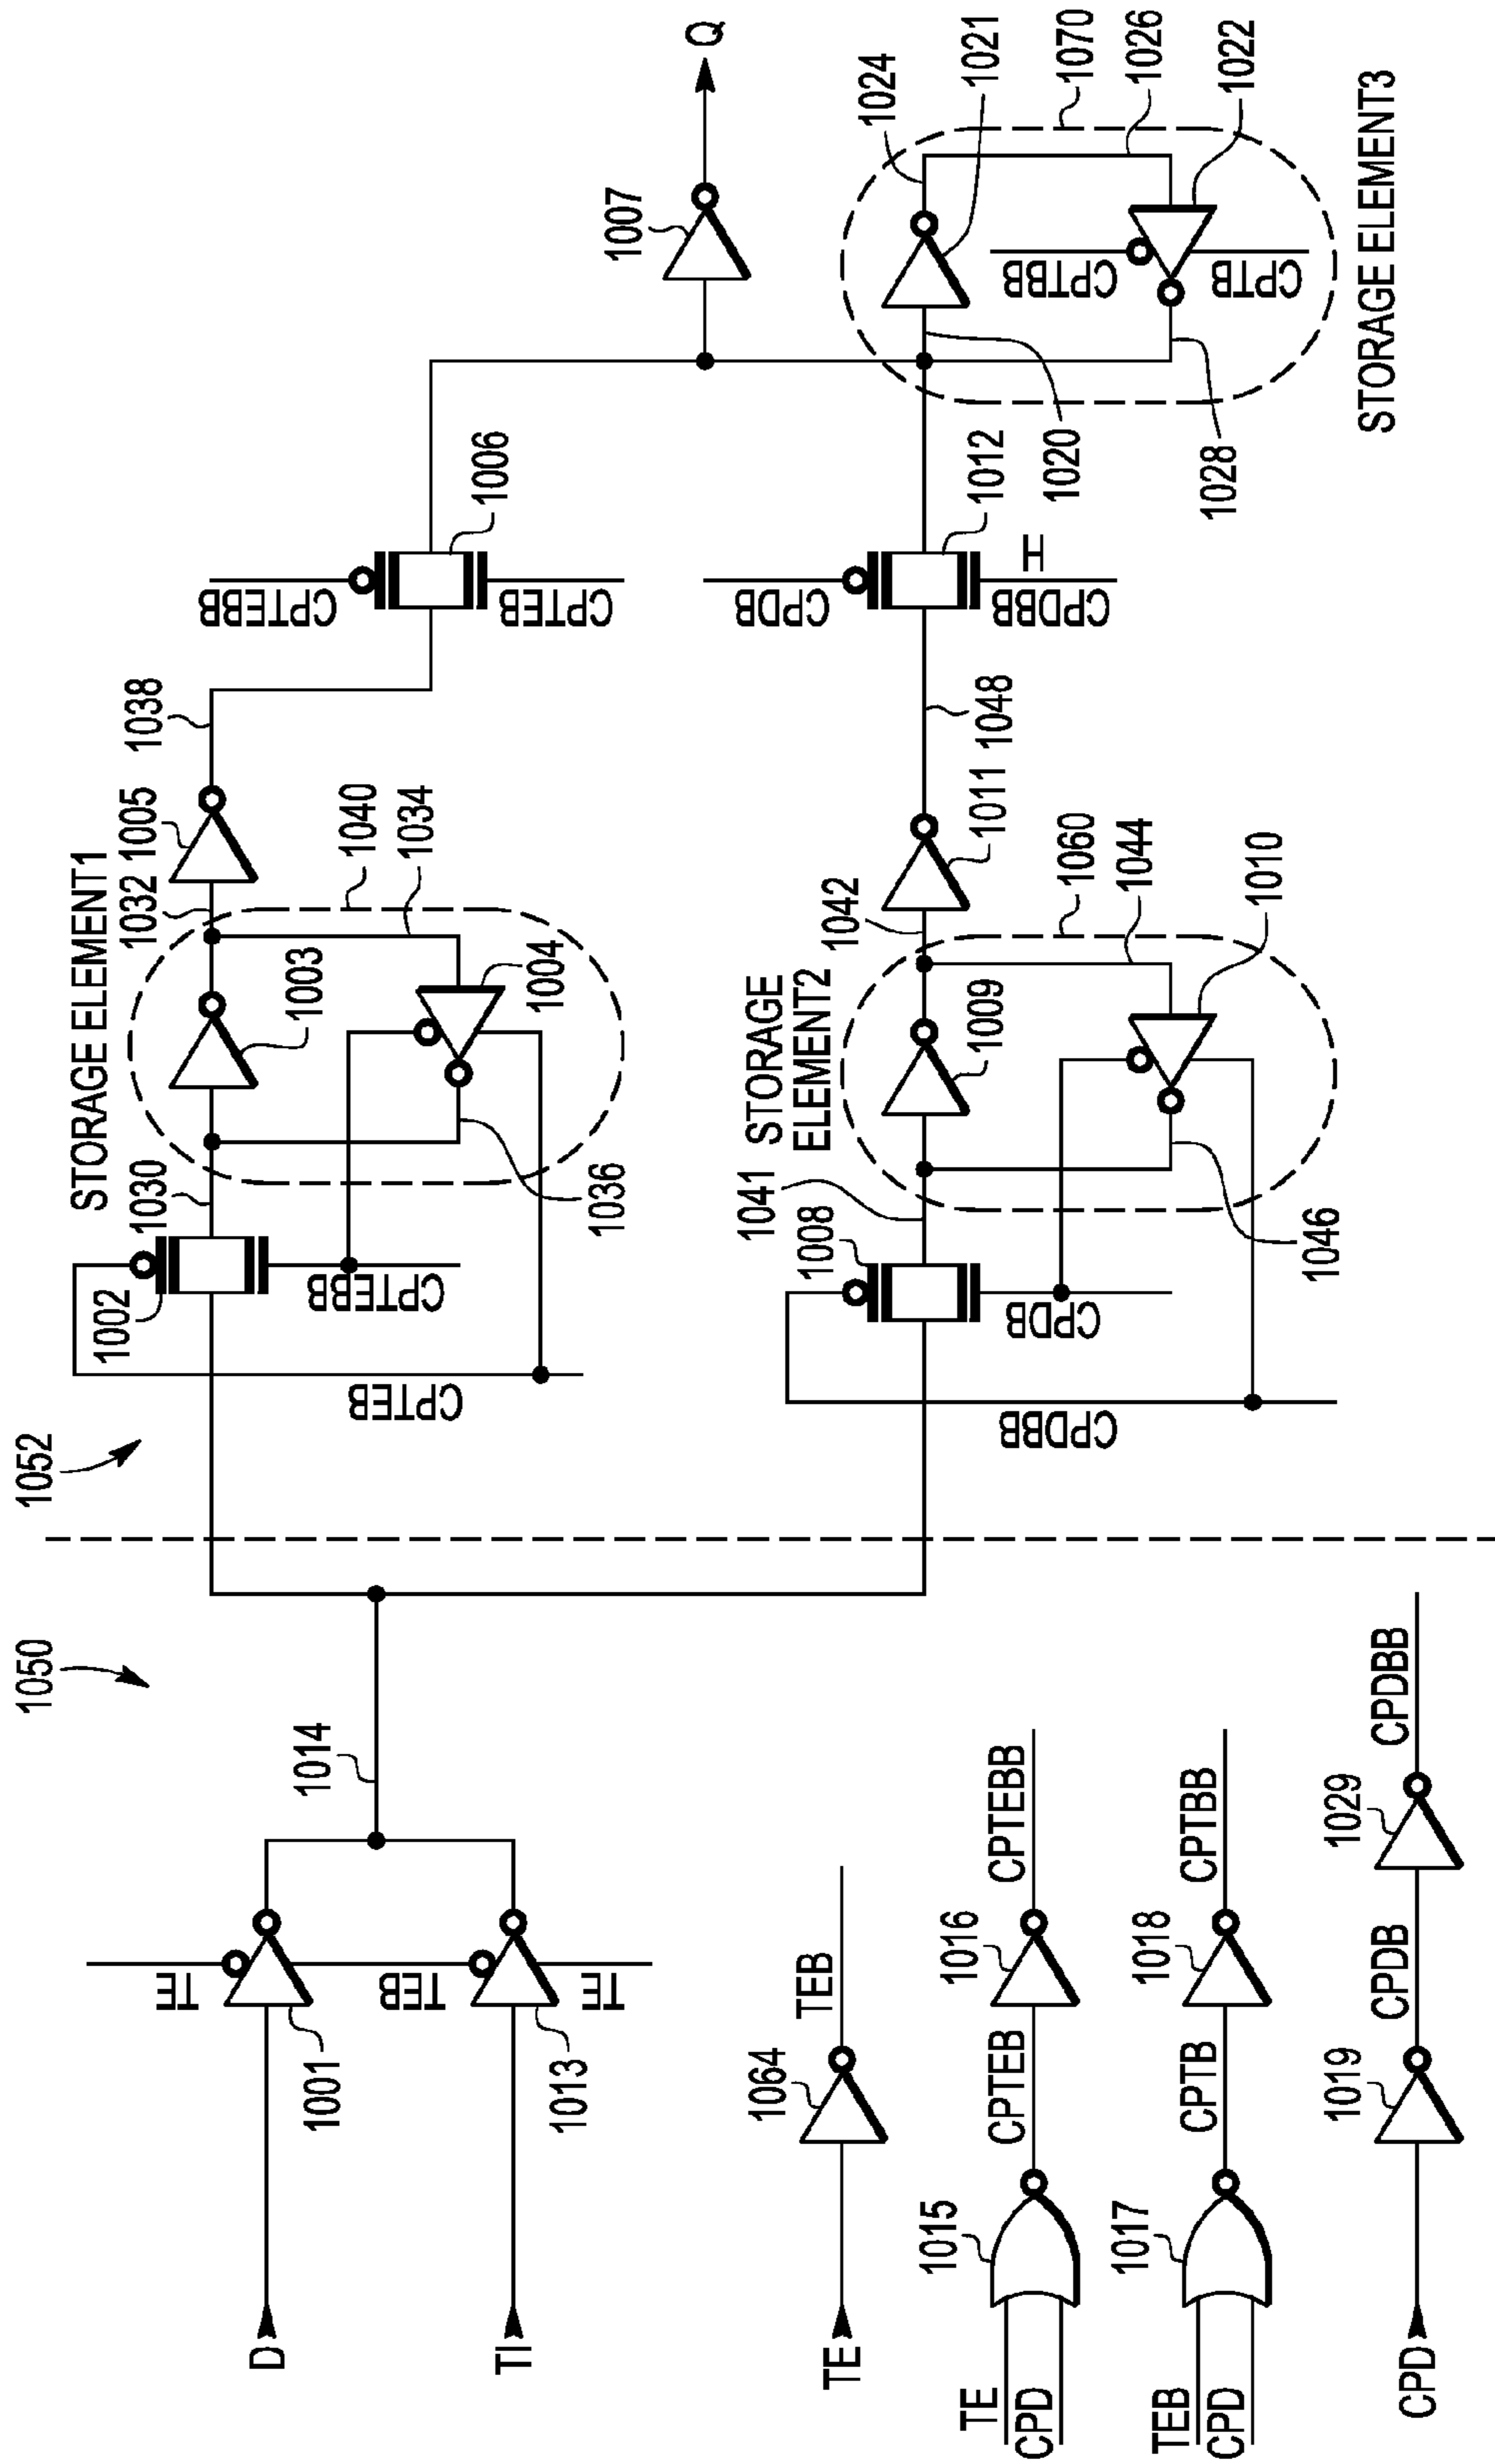 1050
1052
D
TI
TE
TEB
TE
1001
1013
1014
TE
1064
TEB
TE
CPD
1015
CPTEB
1016
CPTEBB
TEB
CPD
1017
CPTB
1018
CPTBB
CPD
1019
CPDB
1029
CPDBB
STORAGE ELEMENT1
1002
1030
CPTEB
CPTEBB
1003
1004
1036
1032
1005
1040
1034
1038
CPTEBB
CPTEB
1006
STORAGE
ELEMENT2
1008
1041
CPDBB
CPDB
1009
1010
1046
1042
1011
1060
1044
1048
CPDB
CPDBB
H
1012
1007
Q
1020
1028
1024
1021
1070
1026
1022
CPTBB
CPTB
STORAGE ELEMENT3